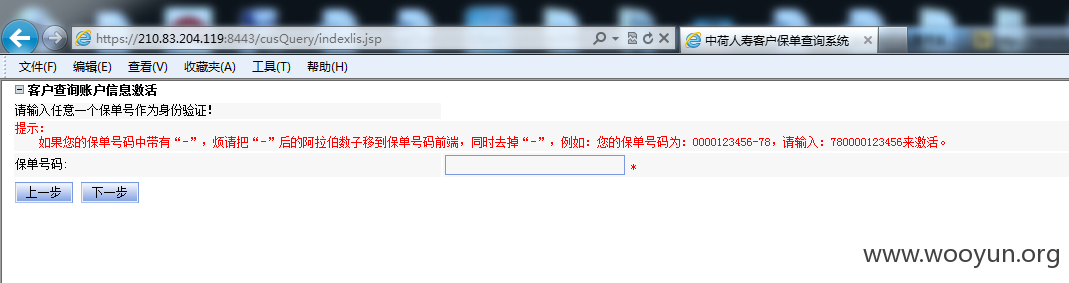 https://210.83.204.119:8443/cusQuery/indexlis.jsp
中荷人寿客户保单查询系统
文件(F) 编辑(E) 查看(V) 收藏夹(A) 工具(T) 帮助(H)
客户查询账户信息激活
请输入任意一个保单号作为身份验证！
提示：
如果您的保单号码中带有“-”，烦请把“-”后的阿拉伯数子移到保单号码前端，同时去掉“-”，例如：您的保单号码为：0000123456-78，请输入：780000123456来激活。
保单号码： *
上一步 下一步
www.wooyun.org